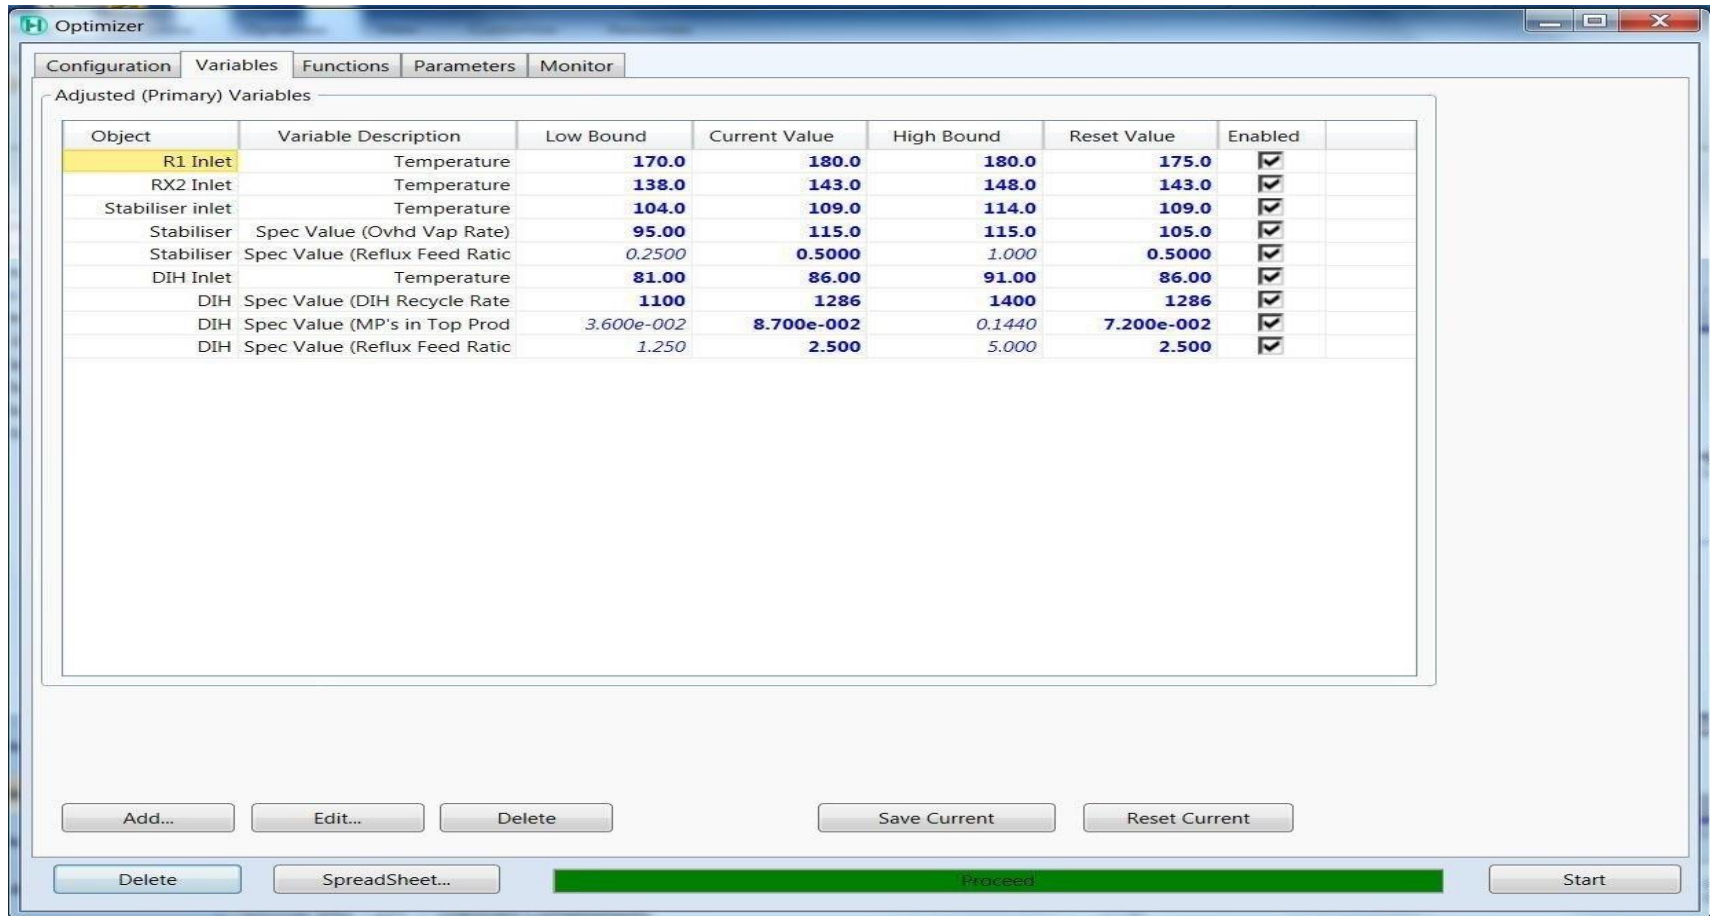 Optimizer
Configuration Variables Functions Parameters Monitor
Adjusted (Primary) Variables
Object Variable Description Low Bound Current Value High Bound Reset Value Enabled
R1 Inlet Temperature 170.0 180.0 180.0 175.0
RX2 Inlet Temperature 138.0 143.0 148.0 143.0
Stabiliser inlet Temperature 104.0 109.0 114.0 109.0
Stabiliser Spec Value (Ovhd Vap Rate) 95.00 115.0 115.0 105.0
Stabiliser Spec Value (Reflux Feed Ratic 0.2500 0.5000 1.000 0.5000
DIH Inlet Temperature 81.00 86.00 91.00 86.00
DIH Spec Value (DIH Recycle Rate 1100 1286 1400 1286
DIH Spec Value (MP's in Top Prod 3.600e-002 8.700e-002 0.1440 7.200e-002
DIH Spec Value (Reflux Feed Ratic 1.250 2.500 5.000 2.500
Add... Edit... Delete Save Current Reset Current
Delete SpreadSheet... Proceed Start